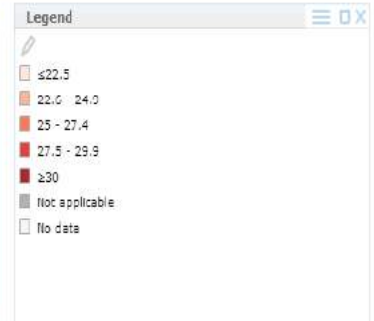 Legend
≤22.5
22.6 - 24.9
25 - 27.4
27.5 - 29.9
≥30
Not applicable
No data